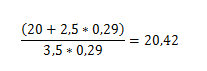 (20 + 2,5 * 0,29)
3,5 * 0,29
= 20,42